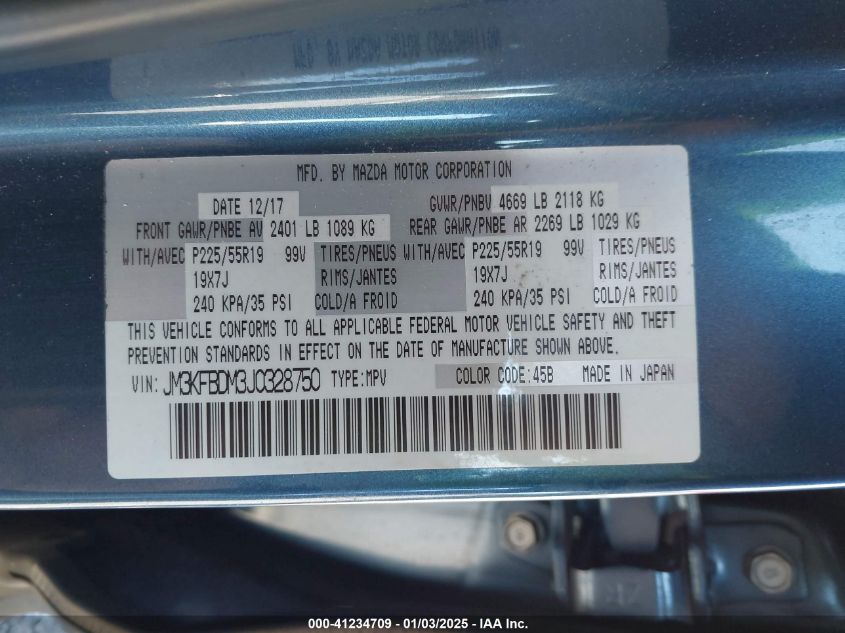 MFD. BY MAZDA MOTOR CORPORATION
DATE 12/17 GVWR/PNBV 4669 LB 2118 KG
FRONT GAWR/PNBE AV 2401 LB 1089 KG REAR GAWR/PNBE AR 2269 LB 1029 KG
WITH/AVEC P225/55R19 99V TIRES/PNEUS WITH/AVEC P225/55R19 99V TIRES/PNEUS
19X7J RIMS/JANTES 19X7J RIMS/JANTES
240 KPA/35 PSI COLD/A FROID 240 KPA/35 PSI COLD/A FROID
THIS VEHICLE CONFORMS TO ALL APPLICABLE FEDERAL MOTOR VEHICLE SAFETY AND THEFT
PREVENTION STANDARDS IN EFFECT ON THE DATE OF MANUFACTURE SHOWN ABOVE.
VIN: JM3KFBDM3J0328750 TYPE:MPV COLOR CODE:45B MADE IN JAPAN
000-41234709 - 01/03/2025 - IAA Inc.